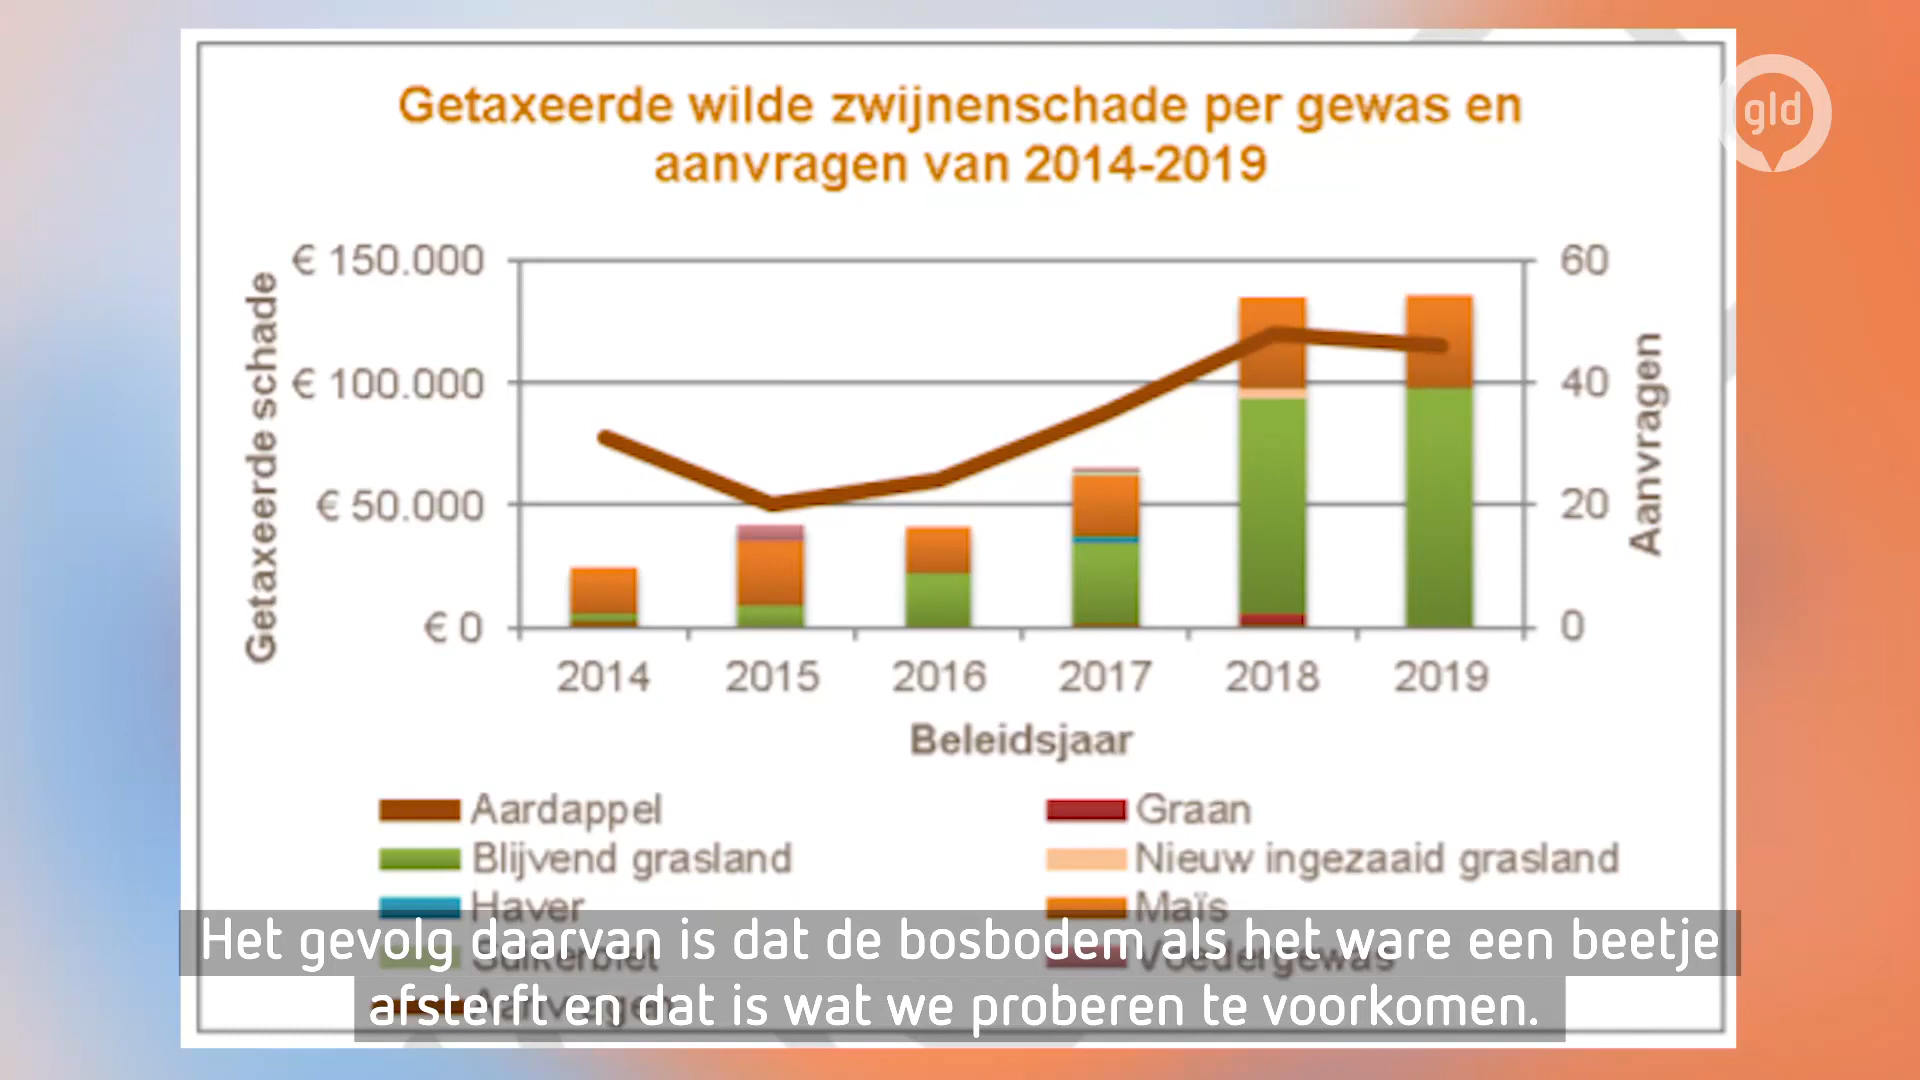 Getaxeerde wilde zwijnenschade per gewas en
aanvragen van 2014-2019
gld
€ 150.000
€ 100.000
€ 50.000
€ 0
Getaxeerde schade
60
40
20
0
Aanvragen
2014 2015 2016 2017 2018 2019
Beleidsjaar
Aardappel Graan
Blijvend grasland Nieuw ingezaaid grasland
Haver Maïs
Suikerbiet Voedergewas
Aanvragen
Het gevolg daarvan is dat de bosbodem als het ware een beetje
afsterft en dat is wat we proberen te voorkomen.